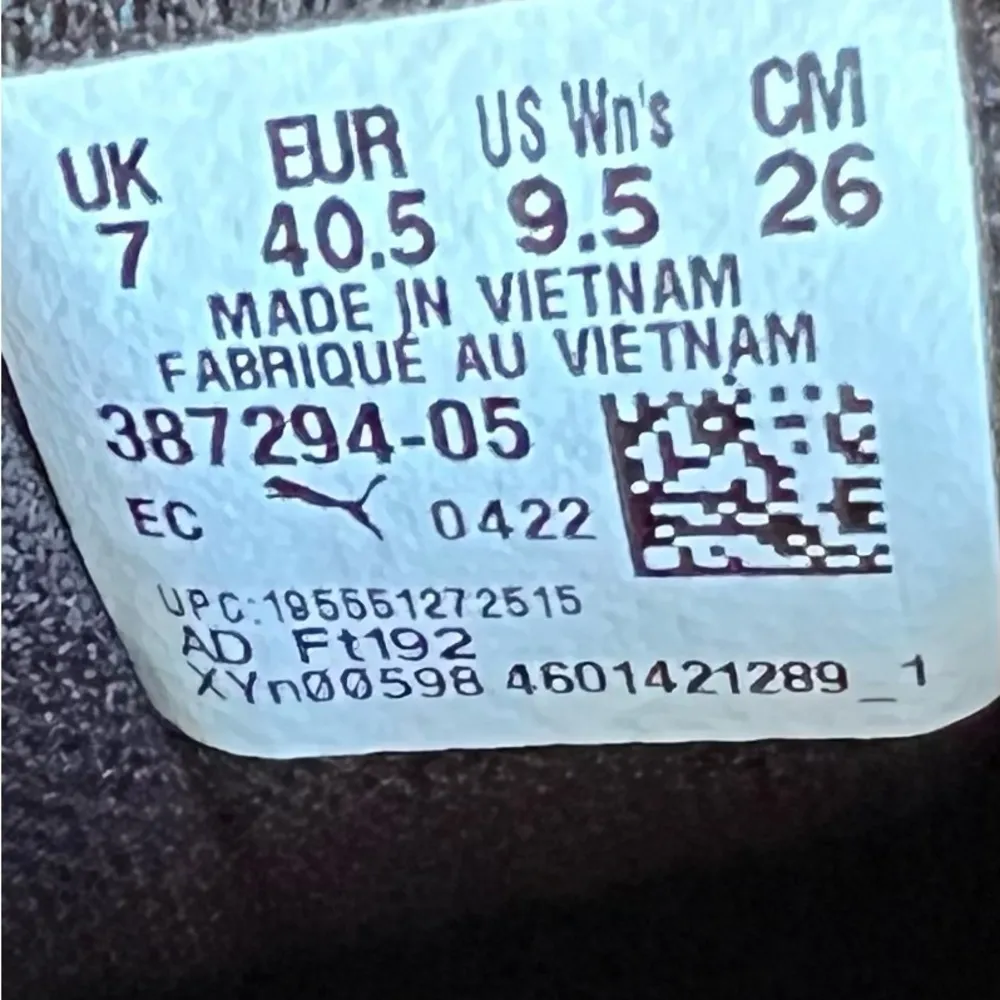 UK EUR US Wn's CM
7 40.5 9.5 26
MADE IN VIETNAM
FABRIQUÉ AU VIETNAM
387294-05
EC 0422
UPC:195551272515
AD Ft192
XYn00598 4601421289_1